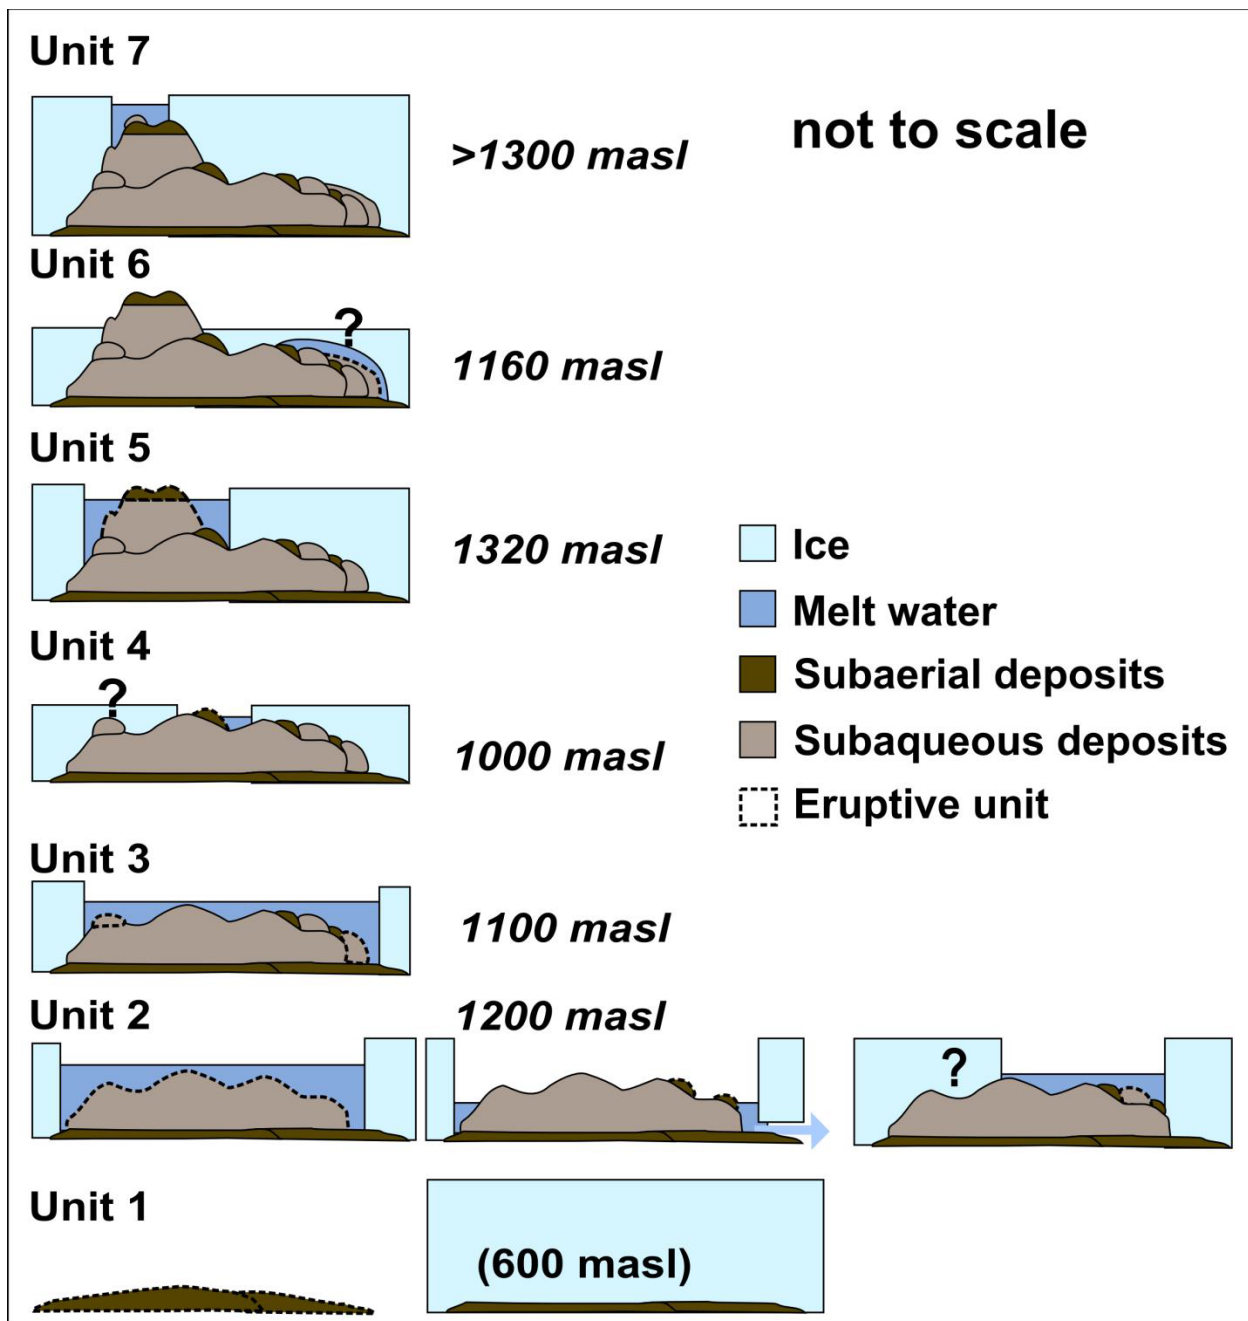 Unit 7
not to scale
>1300 masl
Unit 6
?
1160 masl
Unit 5
1320 masl
Ice
Melt water
Unit 4
?
Subaerial deposits
1000 masl
Subaqueous deposits
Eruptive unit
Unit 3
1100 masl
Unit 2
1200 masl
?
Unit 1
(600 masl)